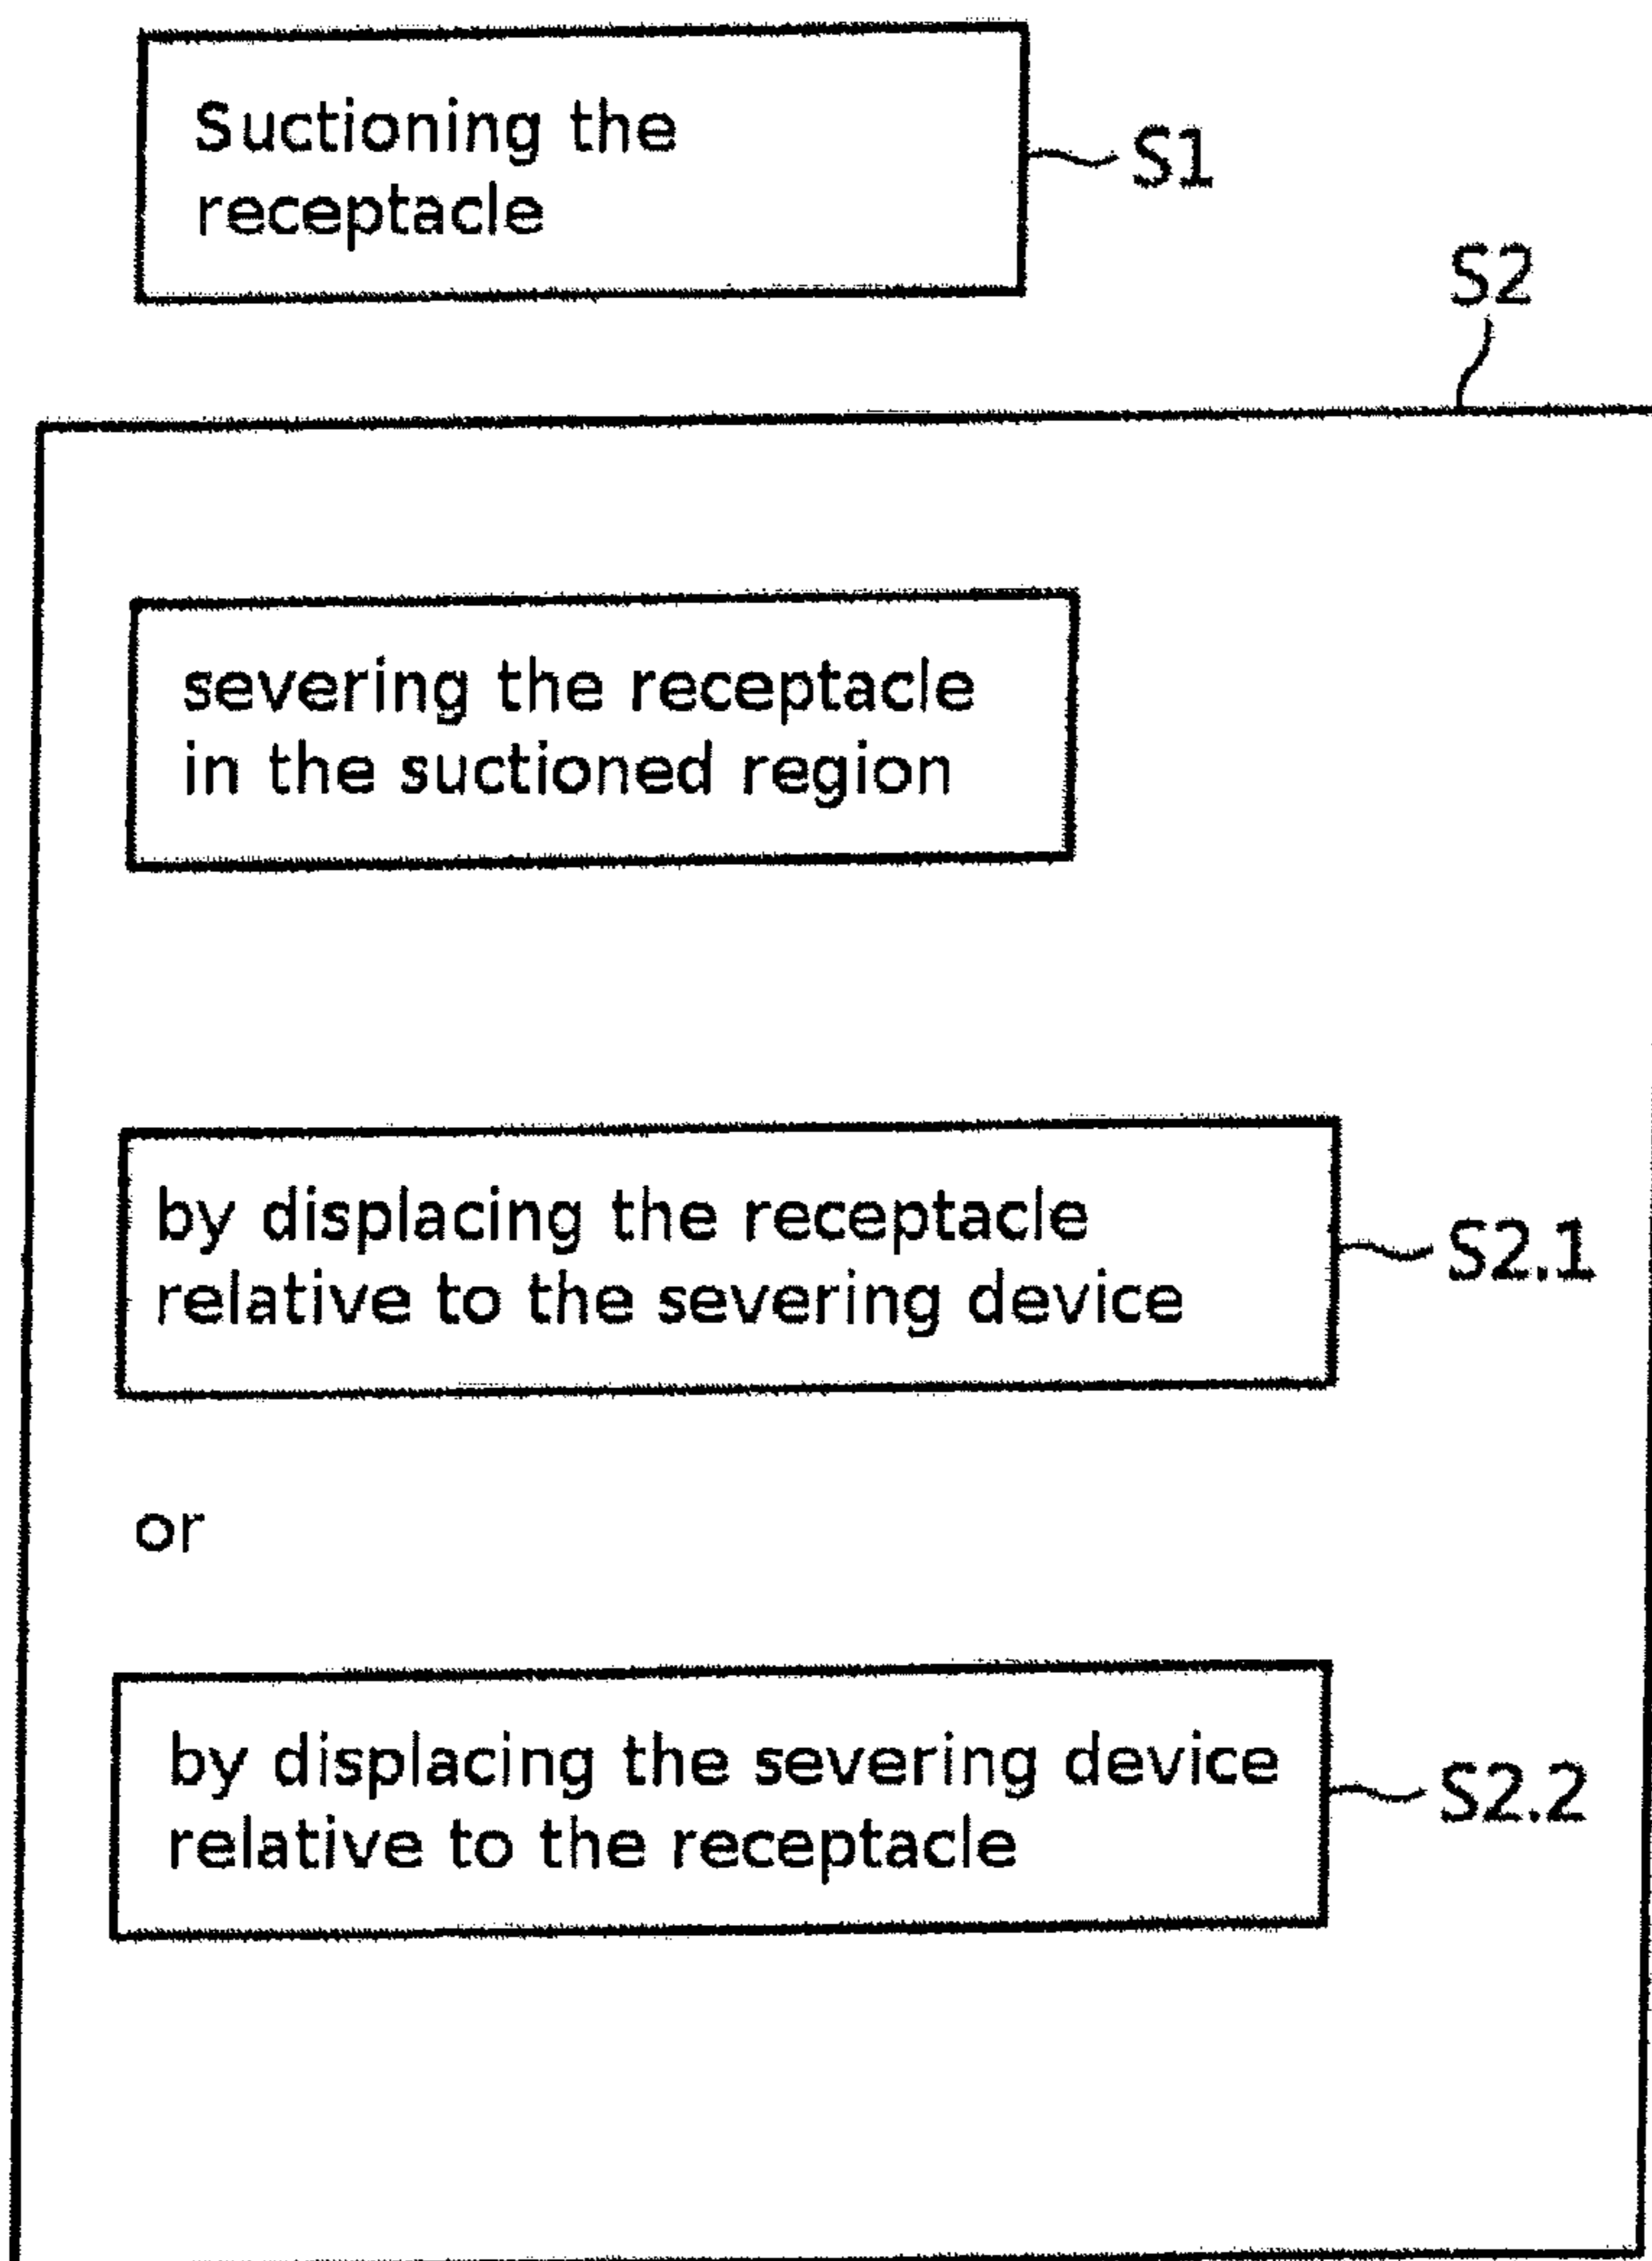 Suctioning the
receptacle
S1
S2
severing the receptacle
in the suctioned region
by displacing the receptacle
relative to the severing device
S2.1
or
by displacing the severing device
relative to the receptacle
S2.2